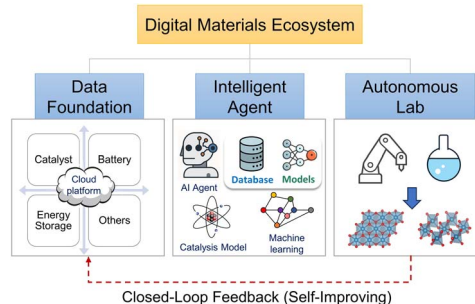 Digital Materials Ecosystem
Data
Foundation
Intelligent
Agent
Autonomous
Lab
Catalyst
Battery
Cloud
platform
Energy
Storage
Others
AI Agent
Database
Models
Catalysis Model
Machine
learning
Closed-Loop Feedback (Self-Improving)